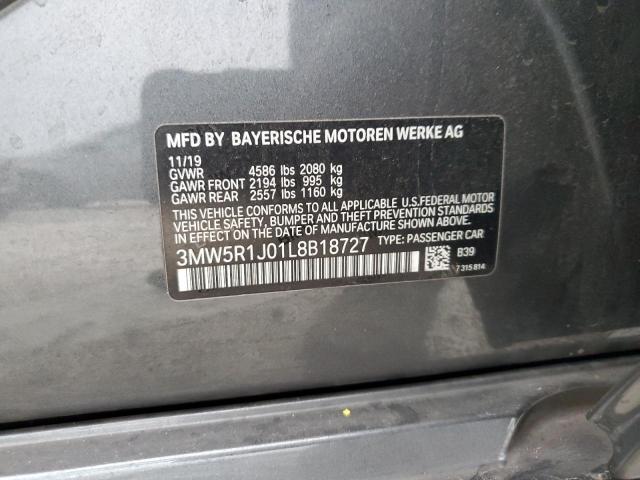 MFD BY BAYERISCHE MOTOREN WERKE AG
11/19
GVWR 4586 lbs 2080 kg
GAWR FRONT 2194 lbs 995 kg
GAWR REAR 2557 lbs 1160 kg
THIS VEHICLE CONFORMS TO ALL APPLICABLE U.S.FEDERAL MOTOR
VEHICLE SAFETY, BUMPER AND THEFT PREVENTION STANDARDS
IN EFFECT ON THE DATE OF MANUFACTURE SHOWN ABOVE.
3MW5R1J01L8B18727 TYPE: PASSENGER CAR
B39
7 315 814